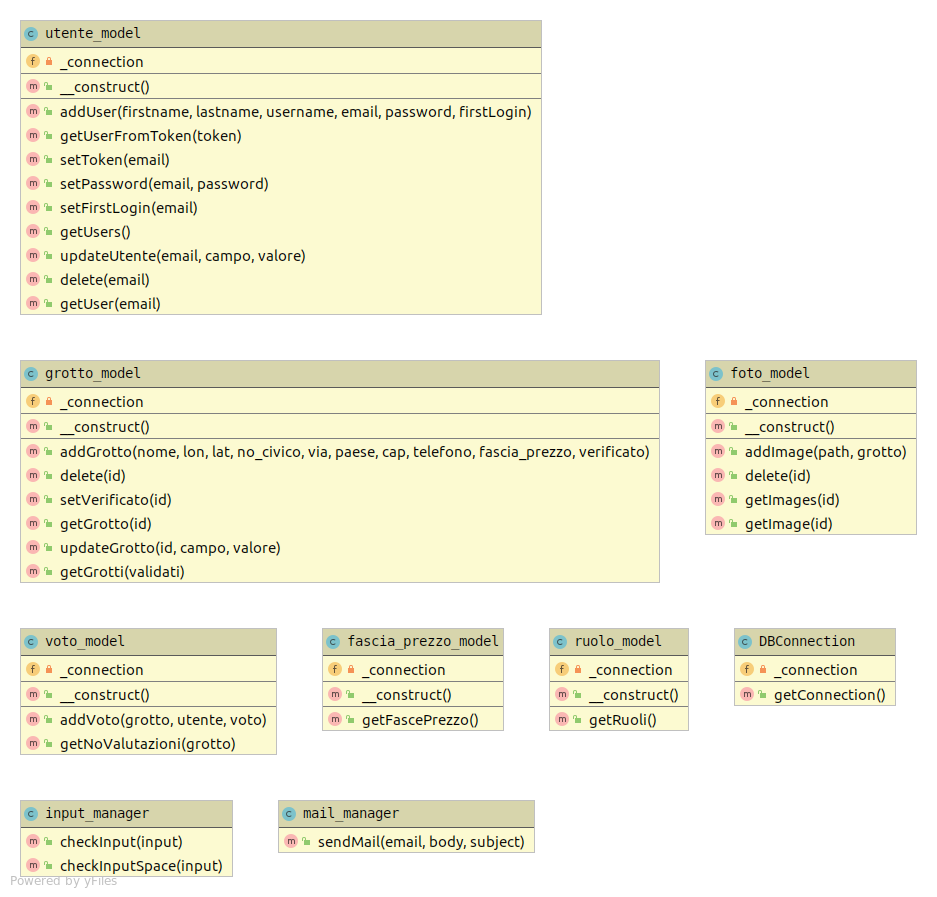 utente_model
_connection
__construct()
addUser(firstname, lastname, username, email, password, firstLogin)
getUserFromToken(token)
setToken(email)
setPassword(email, password)
setFirstLogin(email)
getUsers()
updateUtente(email, campo, valore)
delete(email)
getUser(email)
grotto_model
_connection
__construct()
addGrotto(nome, lon, lat, no_civico, via, paese, cap, telefono, fascia_prezzo, verificato)
delete(id)
setVerificato(id)
getGrotto(id)
updateGrotto(id, campo, valore)
getGrotti(validati)
foto_model
_connection
__construct()
addImage(path, grotto)
delete(id)
getImages(id)
getImage(id)
voto_model
_connection
__construct()
addVoto(grotto, utente, voto)
getNoValutazioni(grotto)
fascia_prezzo_model
_connection
__construct()
getFascePrezzo()
ruolo_model
_connection
__construct()
getRuoli()
DBConnection
_connection
getConnection()
input_manager
checkInput(input)
checkInputSpace(input)
mail_manager
sendMail(email, body, subject)
Powered by yFiles